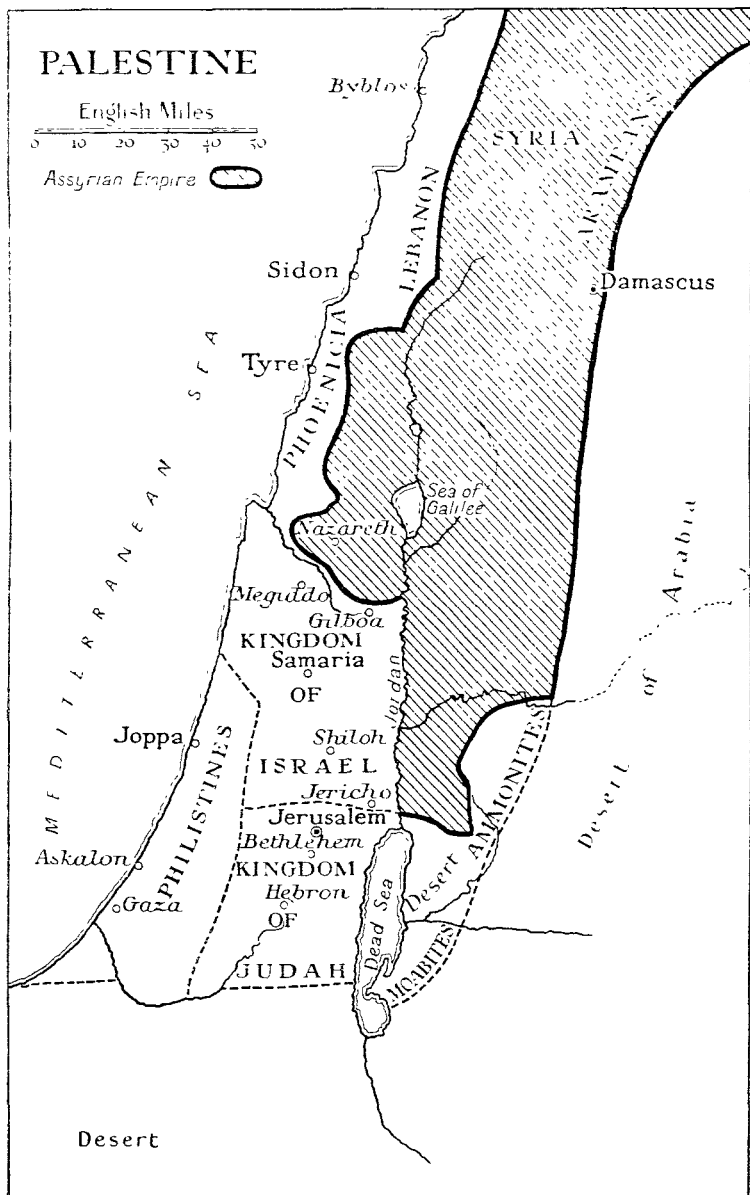 PALESTINE
English Miles
0 10 20 30 40 50
Assyrian Empire
Byblos
SYRIA
ARAMEANS
LEBANON
Sidon
Damascus
PHOENICIA
Tyre
MEDITERRANEAN SEA
Sea of
Galilee
Nazareth
Arabia
Megiddo
Gilboa
KINGDOM
Samaria
OF
Jordan
of
Joppa
Shiloh
PHILISTINES
ISRAEL
AMMONITES
Desert
Jericho
Jerusalem
Bethlehem
Askalon
KINGDOM
Desert
Hebron
Gaza
OF
Dead Sea
JUDAH
MOABITES
Desert